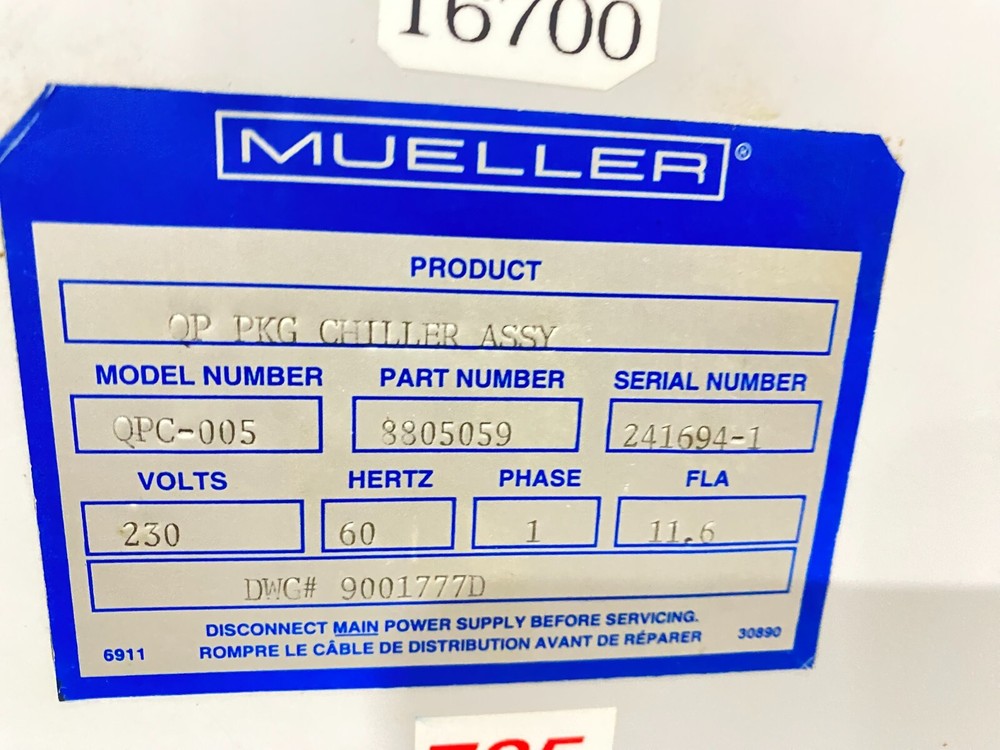 16700
MUELLER®
PRODUCT
QP PKG CHILLER ASSY
MODEL NUMBER PART NUMBER SERIAL NUMBER
QPC-005 8805059 241694-1
VOLTS HERTZ PHASE FLA
230 60 1 11.6
DWG# 9001777D
DISCONNECT MAIN POWER SUPPLY BEFORE SERVICING.
6911 ROMPRE LE CÂBLE DE DISTRIBUTION AVANT DE RÉPARER 30890